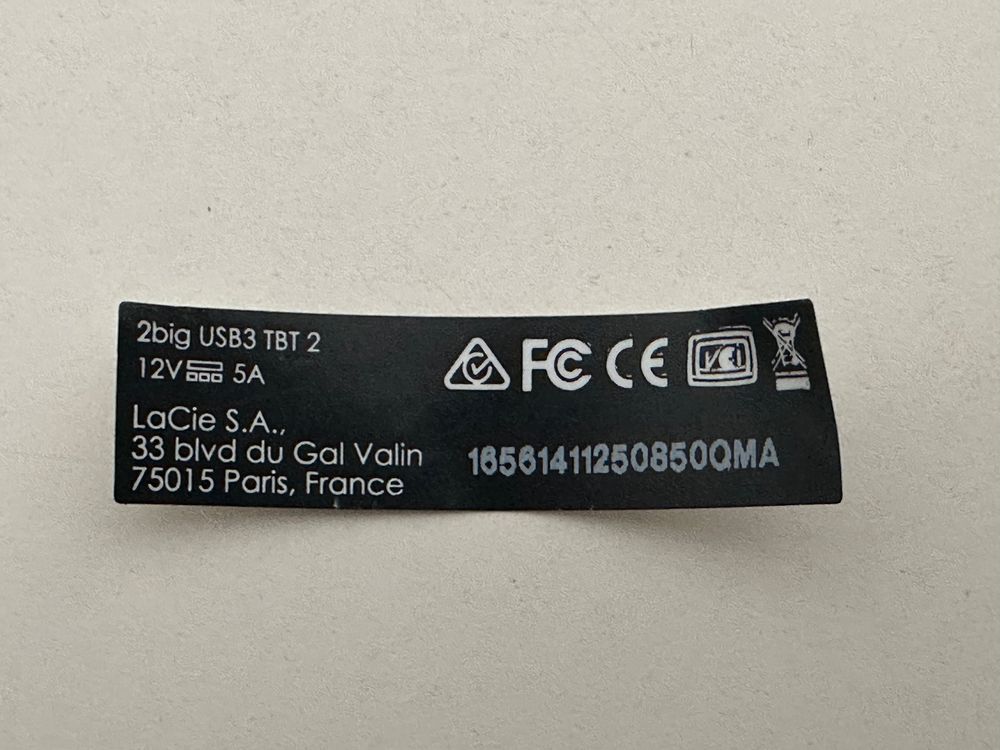 2big USB3 TBT 2
12V 5A
LaCie S.A.,
33 blvd du Gal Valin
75015 Paris, France
FC CE
16561411250850QMA